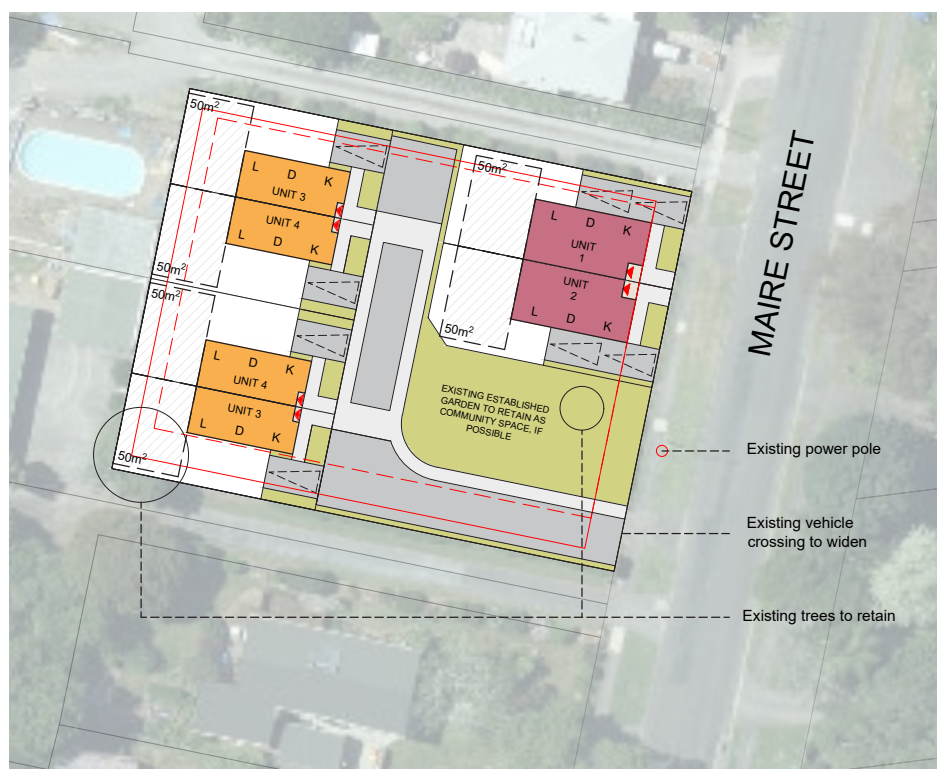 50m²
L D K
UNIT 3
UNIT 4
L D K
50m²
50m²
L D K
UNIT 4
UNIT 3
L D K
50m²
50m²
L D K
UNIT
1
UNIT
2
L D K
50m²
EXISTING ESTABLISHED
GARDEN TO RETAIN AS
COMMUNITY SPACE, IF
POSSIBLE
MAIRE STREET
Existing power pole
Existing vehicle
crossing to widen
Existing trees to retain